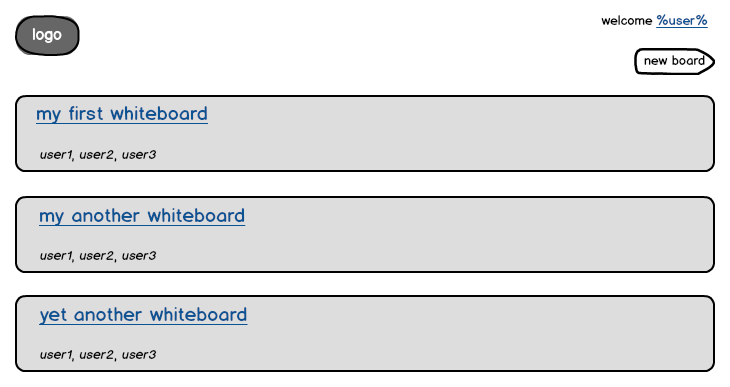 logo
welcome %user%
new board
my first whiteboard
user1, user2, user3
my another whiteboard
user1, user2, user3
yet another whiteboard
user1, user2, user3